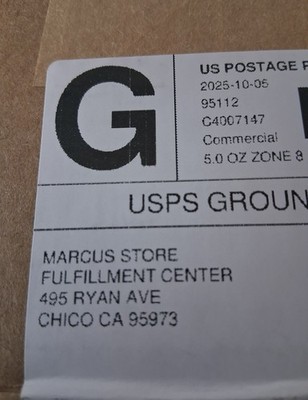 G
US POSTAGE
2025-10-05
95112
C4007147
Commercial
5.0 OZ ZONE 8
USPS GROUN
MARCUS STORE
FULFILLMENT CENTER
495 RYAN AVE
CHICO CA 95973